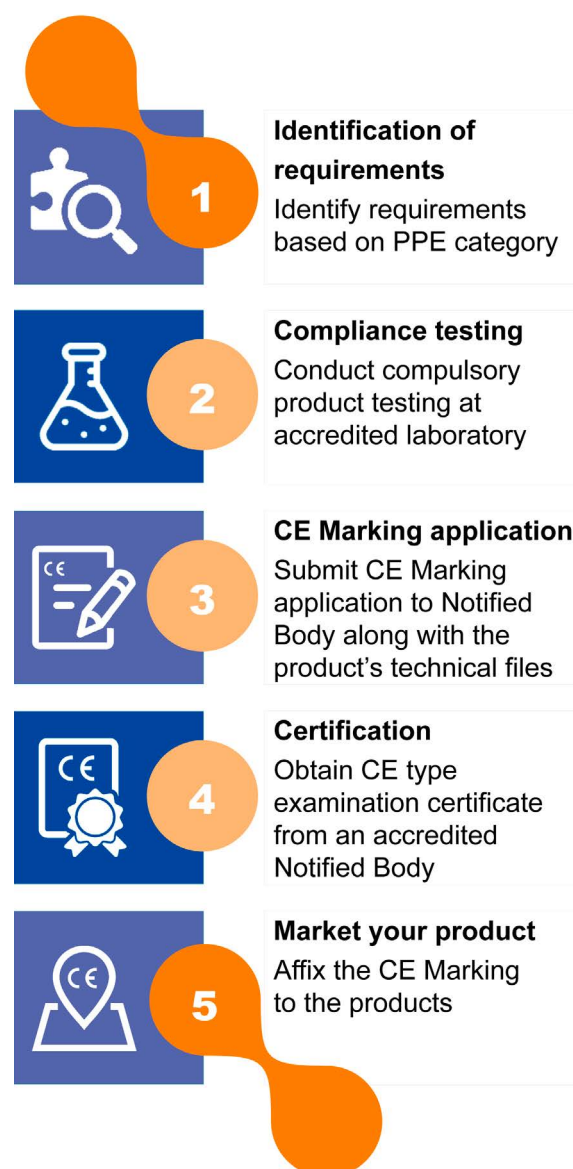 1
Identification of
requirements
Identify requirements
based on PPE category
2
Compliance testing
Conduct compulsory
product testing at
accredited laboratory
CE
3
CE Marking application
Submit CE Marking
application to Notified
Body along with the
product's technical files
CE
4
Certification
Obtain CE type
examination certificate
from an accredited
Notified Body
CE
5
Market your product
Affix the CE Marking
to the products